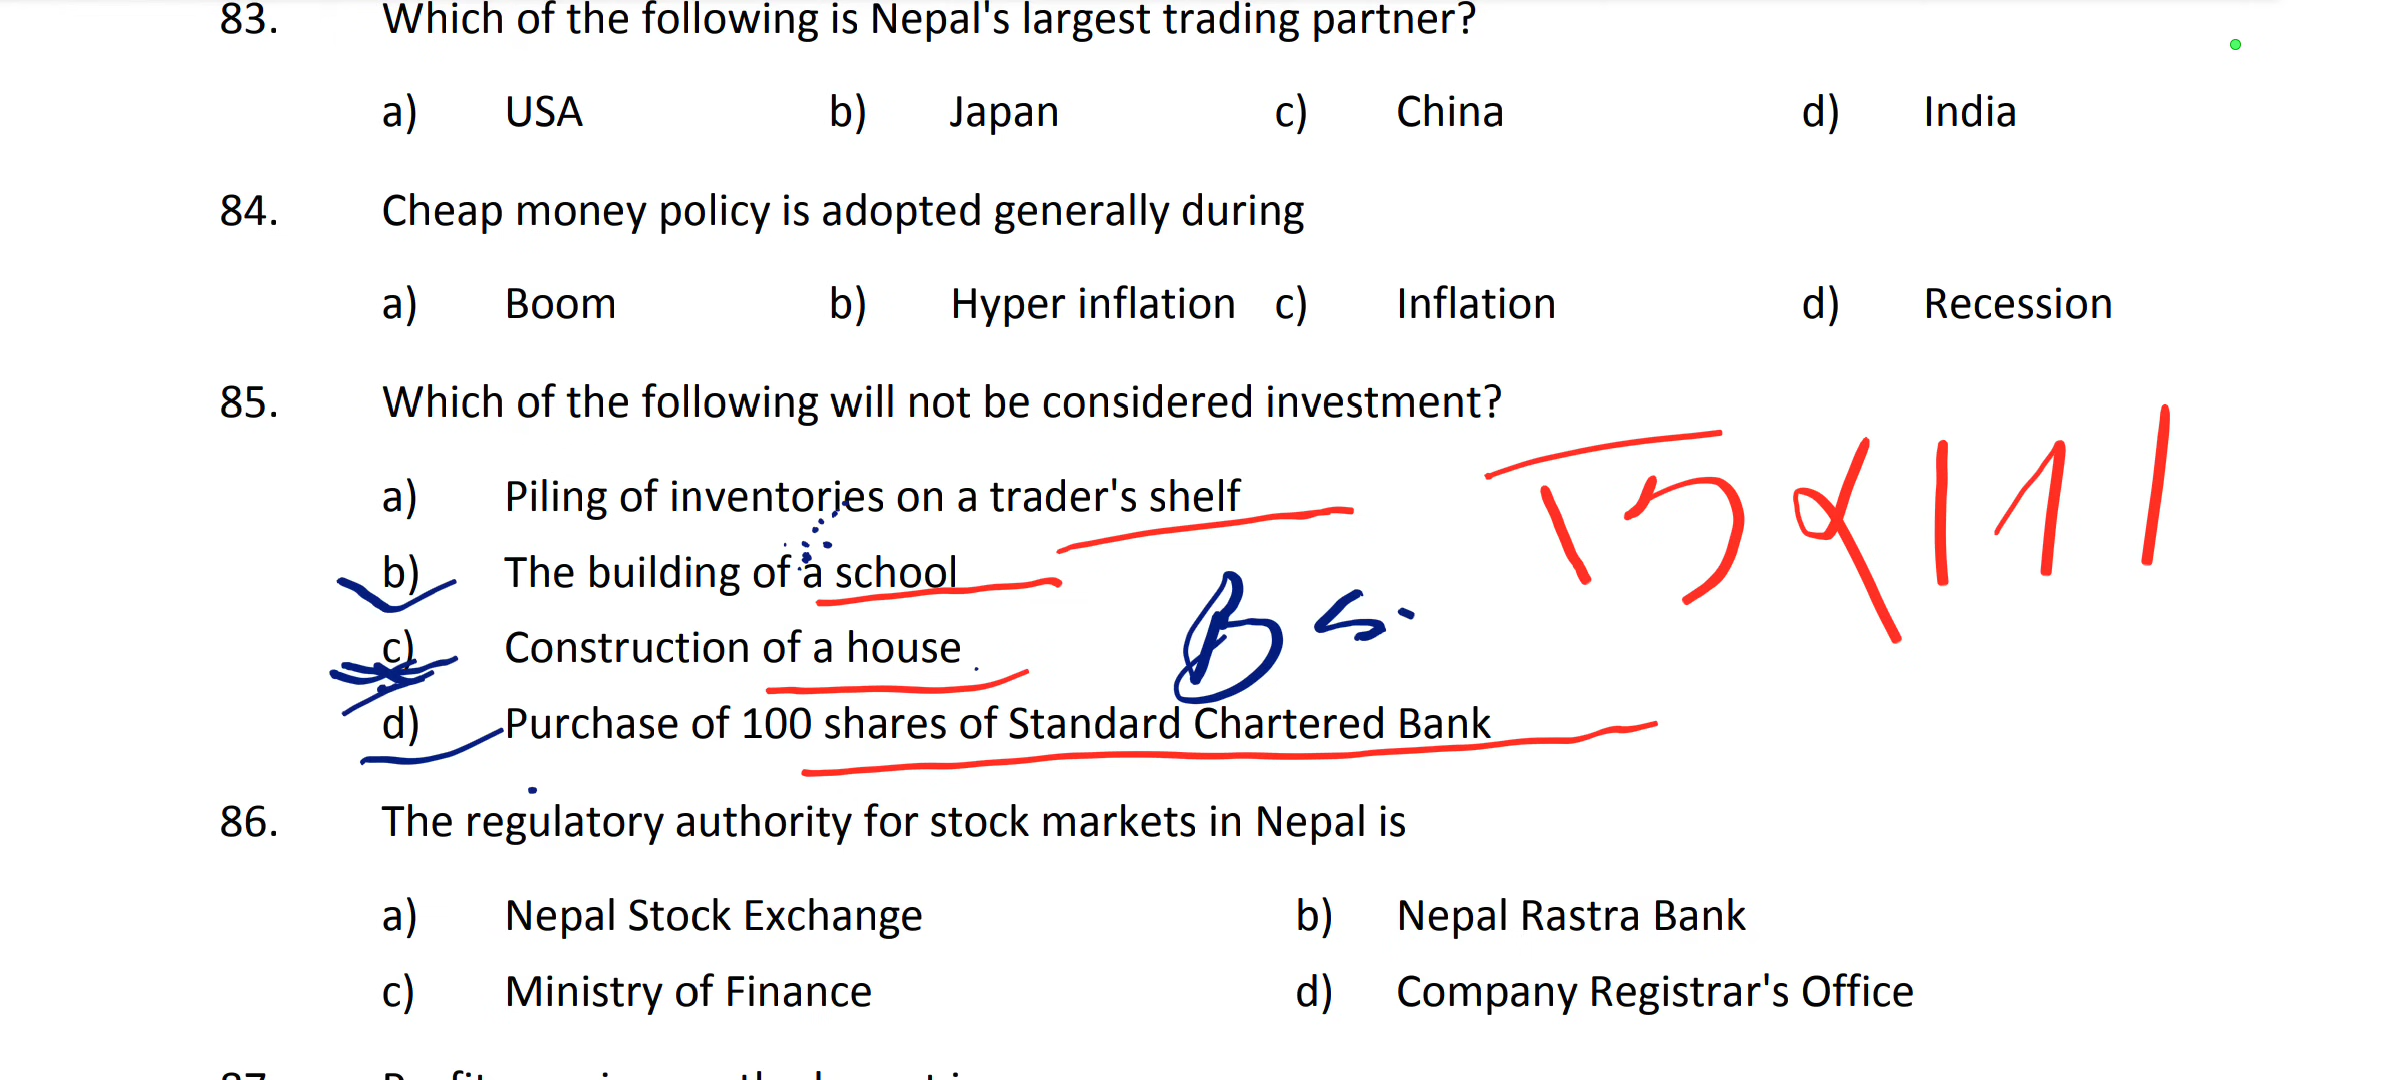 83. Which of the following is Nepal's largest trading partner?
a) USA b) Japan c) China d) India
84. Cheap money policy is adopted generally during
a) Boom b) Hyper inflation c) Inflation d) Recession
85. Which of the following will not be considered investment?
a) Piling of inventories on a trader's shelf
b) The building of a school
c) Construction of a house
d) Purchase of 100 shares of Standard Chartered Bank
86. The regulatory authority for stock markets in Nepal is
a) Nepal Stock Exchange b) Nepal Rastra Bank
c) Ministry of Finance d) Company Registrar's Office